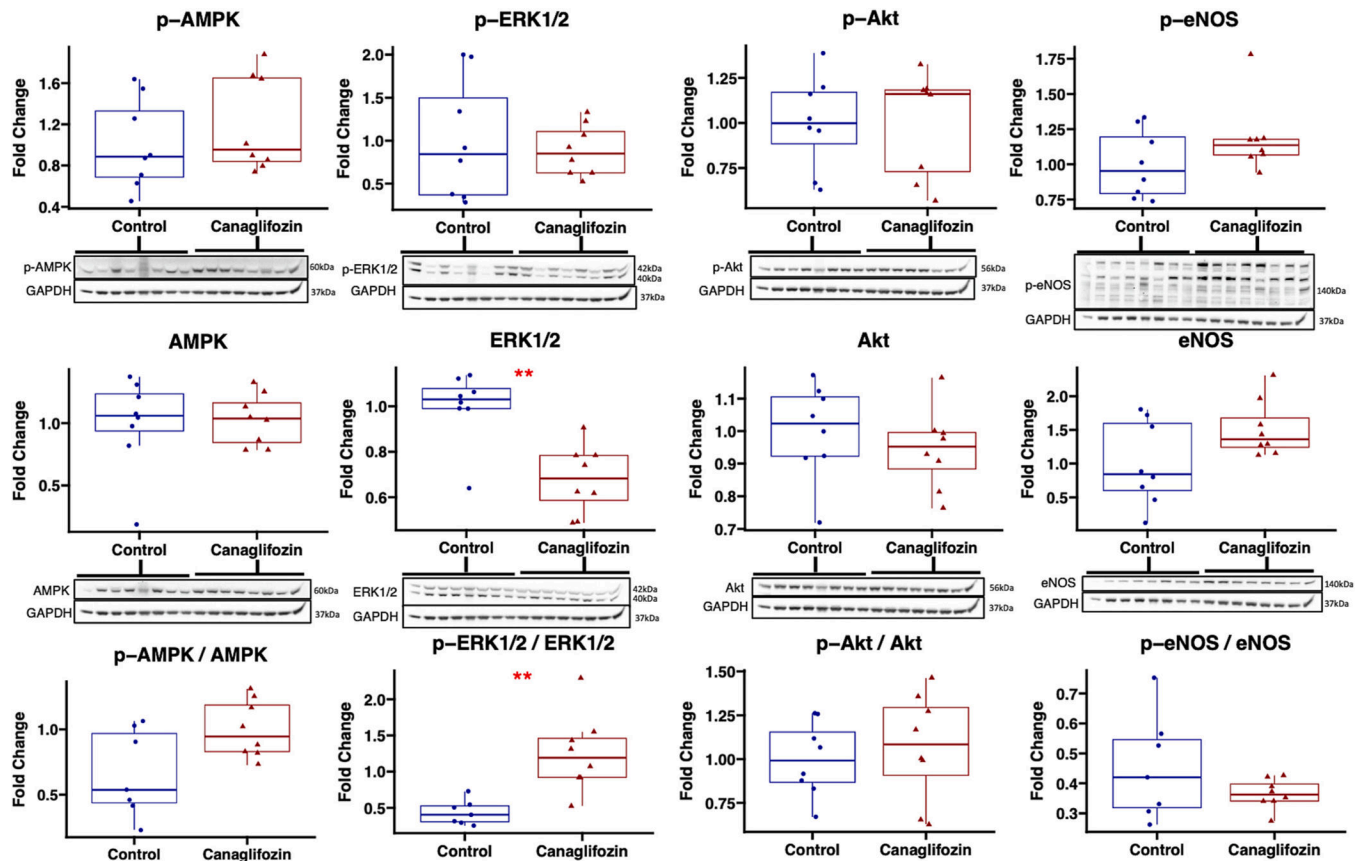 p–AMPK
p–ERK1/2
p–Akt
p–eNOS
Fold Change
1.6
1.2
0.8
0.4
Control
Canaglifozin
Fold Change
2.0
1.5
1.0
0.5
Control
Canaglifozin
Fold Change
1.25
1.00
0.75
Control
Canaglifozin
Fold Change
1.75
1.50
1.25
1.00
0.75
Control
Canaglifozin
p-AMPK
60kDa
GAPDH
37kDa
p-ERK1/2
42kDa
40kDa
GAPDH
37kDa
p-Akt
56kDa
GAPDH
37kDa
p-eNOS
140kDa
GAPDH
37kDa
AMPK
ERK1/2
Akt
eNOS
Fold Change
1.0
0.5
Control
Canaglifozin
Fold Change
**
1.0
0.8
0.6
Control
Canaglifozin
Fold Change
1.1
1.0
0.9
0.8
0.7
Control
Canaglifozin
Fold Change
2.0
1.5
1.0
0.5
Control
Canaglifozin
AMPK
60kDa
GAPDH
37kDa
ERK1/2
42kDa
40kDa
GAPDH
37kDa
Akt
56kDa
GAPDH
37kDa
eNOS
140kDa
GAPDH
37kDa
p–AMPK / AMPK
p–ERK1/2 / ERK1/2
p–Akt / Akt
p–eNOS / eNOS
Fold Change
1.0
0.5
Control
Canaglifozin
Fold Change
**
2.0
1.5
1.0
0.5
Control
Canaglifozin
Fold Change
1.50
1.25
1.00
0.75
Control
Canaglifozin
Fold Change
0.7
0.6
0.5
0.4
0.3
Control
Canaglifozin